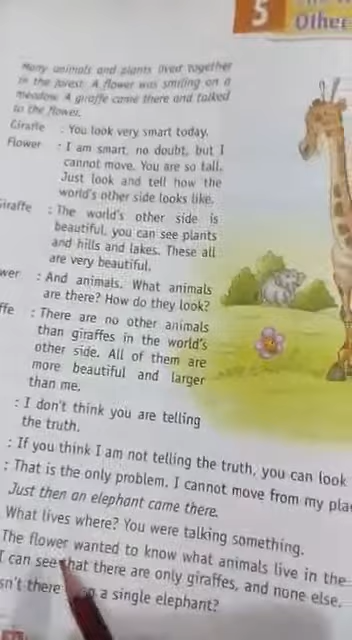 5
Other
Many animals and plants lived together
in the forest. A flower was smiling on a
meadow. A giraffe came there and talked
to the flower.
Giraffe : You look very smart today.
Flower : I am smart, no doubt, but I
cannot move. You are so tall.
Just look and tell how the
world's other side looks like.
Giraffe : The world's other side is
beautiful, you can see plants
and hills and lakes. These all
are very beautiful.
wer : And animals. What animals
are there? How do they look?
ffe : There are no other animals
than giraffes in the world's
other side. All of them are
more beautiful and larger
than me.
: I don't think you are telling
the truth.
: If you think I am not telling the truth, you can look
: That is the only problem. I cannot move from my pla
Just then an elephant came there.
What lives where? You were talking something.
The flower wanted to know what animals live in the
I can see that there are only giraffes, and none else.
sn't there a single elephant?